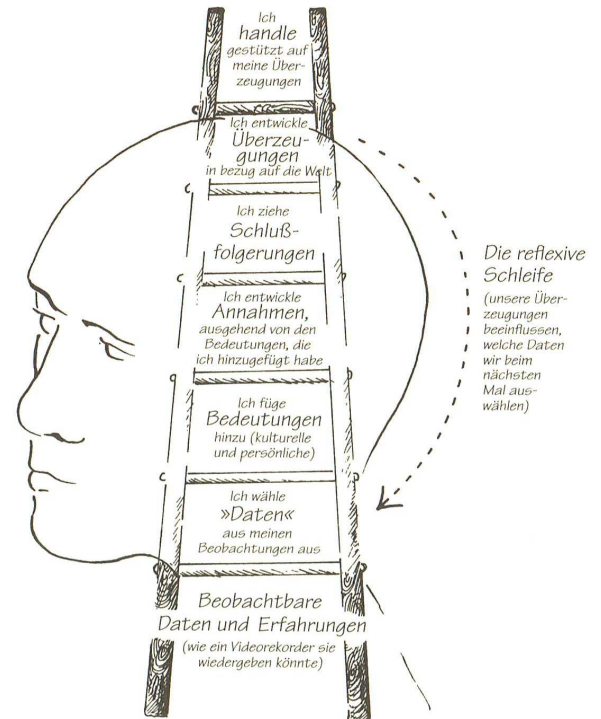 Ich
handle
gestützt auf
meine Über-
zeugungen
Ich entwickle
Überzeu-
gungen
in bezug auf die Welt
Ich ziehe
Schluß-
folgerungen
Ich entwickle
Annahmen,
ausgehend von den
Bedeutungen, die
ich hinzugefügt habe
Ich füge
Bedeutungen
hinzu (kulturelle
und persönliche)
Ich wähle
»Daten«
aus meinen
Beobachtungen aus
Beobachtbare
Daten und Erfahrungen
(wie ein Videorekorder sie
wiedergeben könnte)
Die reflexive
Schleife
(unsere Über-
zeugungen
beeinflussen,
welche Daten
wir beim
nächsten
Mal aus-
wählen)